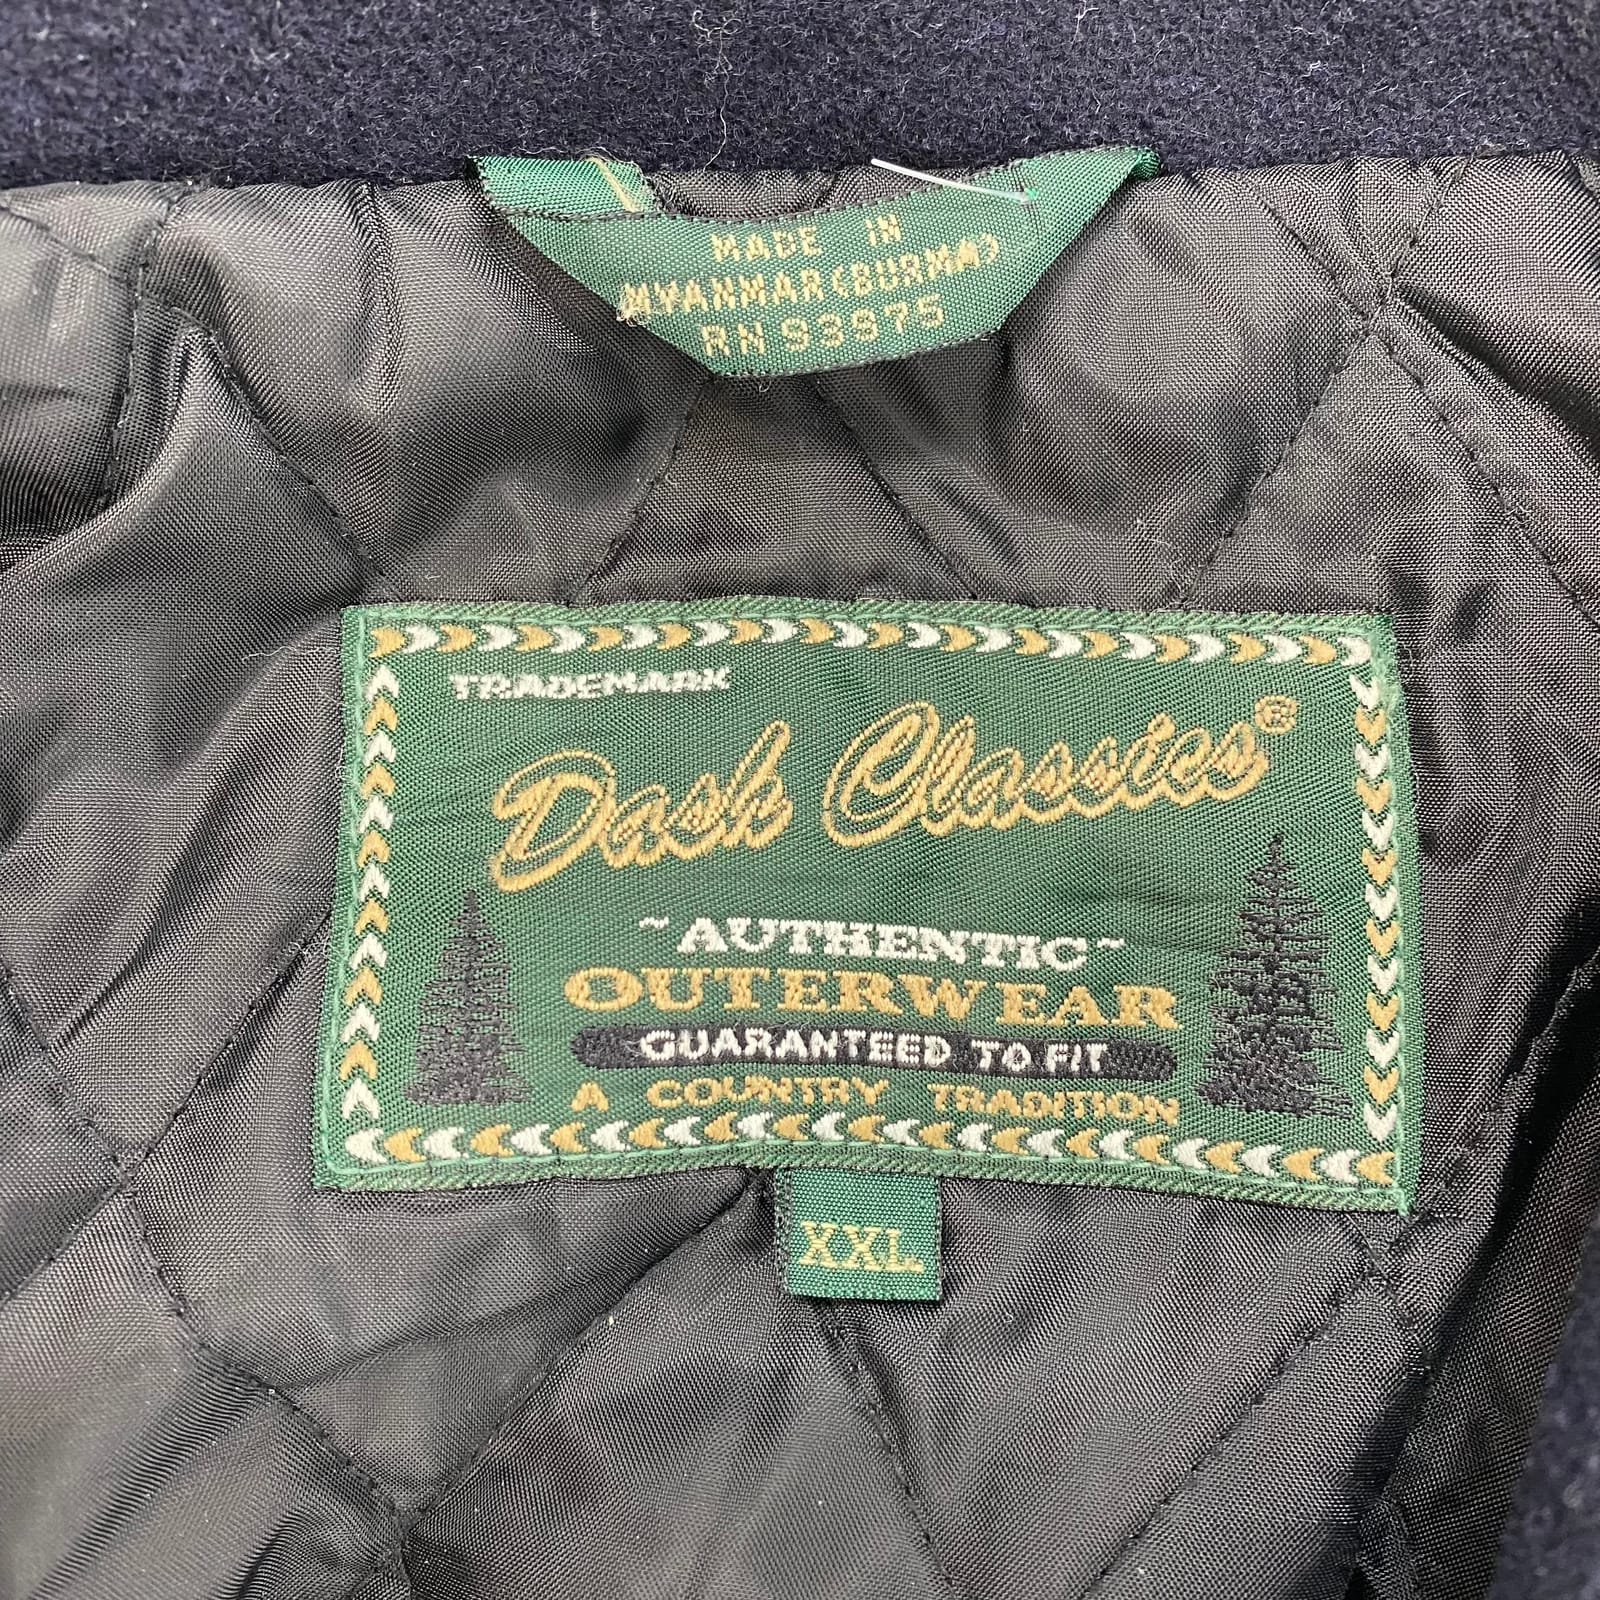 MADE IN
MYANMAR (BURMA)
RN 93975
TRADEMARK
Dash Classics®
~AUTHENTIC~
OUTERWEAR
GUARANTEED TO FIT
A COUNTRY TRADITION
XXL